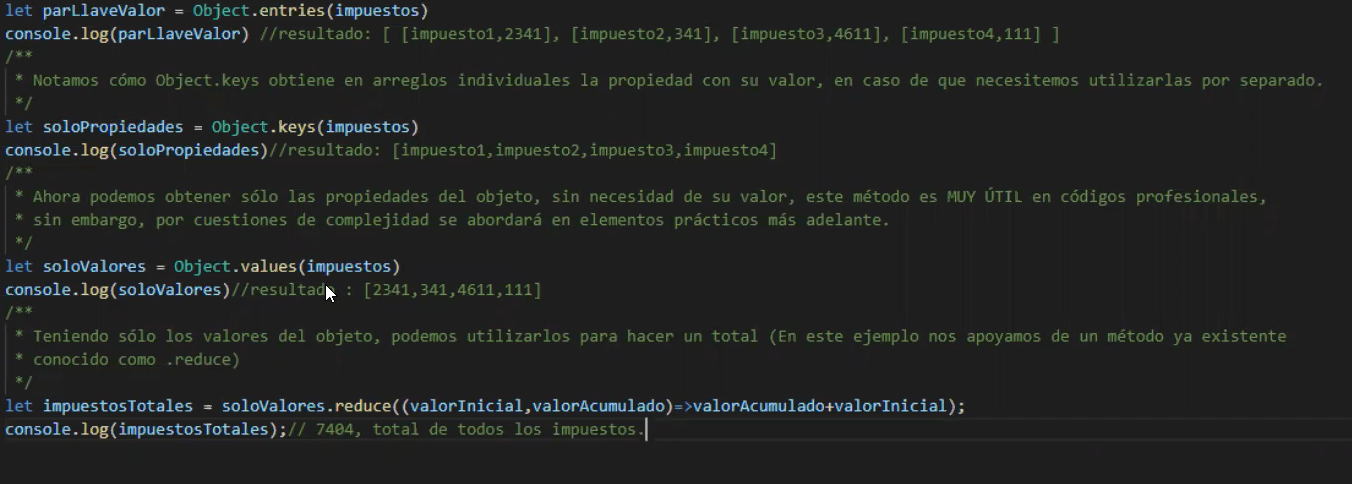 let parLlaveValor = Object.entries(impuestos)
console.log(parLlaveValor) //resultado: [ [impuesto1,2341], [impuesto2,341], [impuesto3,4611], [impuesto4,111] ]
/**
 * Notamos cómo Object.keys obtiene en arreglos individuales la propiedad con su valor, en caso de que necesitemos utilizarlas por separado.
 */
let soloPropiedades = Object.keys(impuestos)
console.log(soloPropiedades)//resultado: [impuesto1,impuesto2,impuesto3,impuesto4]
/**
 * Ahora podemos obtener sólo las propiedades del objeto, sin necesidad de su valor, este método es MUY ÚTIL en códigos profesionales,
 * sin embargo, por cuestiones de complejidad se abordará en elementos prácticos más adelante.
 */
let soloValores = Object.values(impuestos)
console.log(soloValores)//resultado : [2341,341,4611,111]
/**
 * Teniendo sólo los valores del objeto, podemos utilizarlos para hacer un total (En este ejemplo nos apoyamos de un método ya existente
 * conocido como .reduce)
 */
let impuestosTotales = soloValores.reduce((valorInicial,valorAcumulado)=>valorAcumulado+valorInicial);
console.log(impuestosTotales);// 7404, total de todos los impuestos.